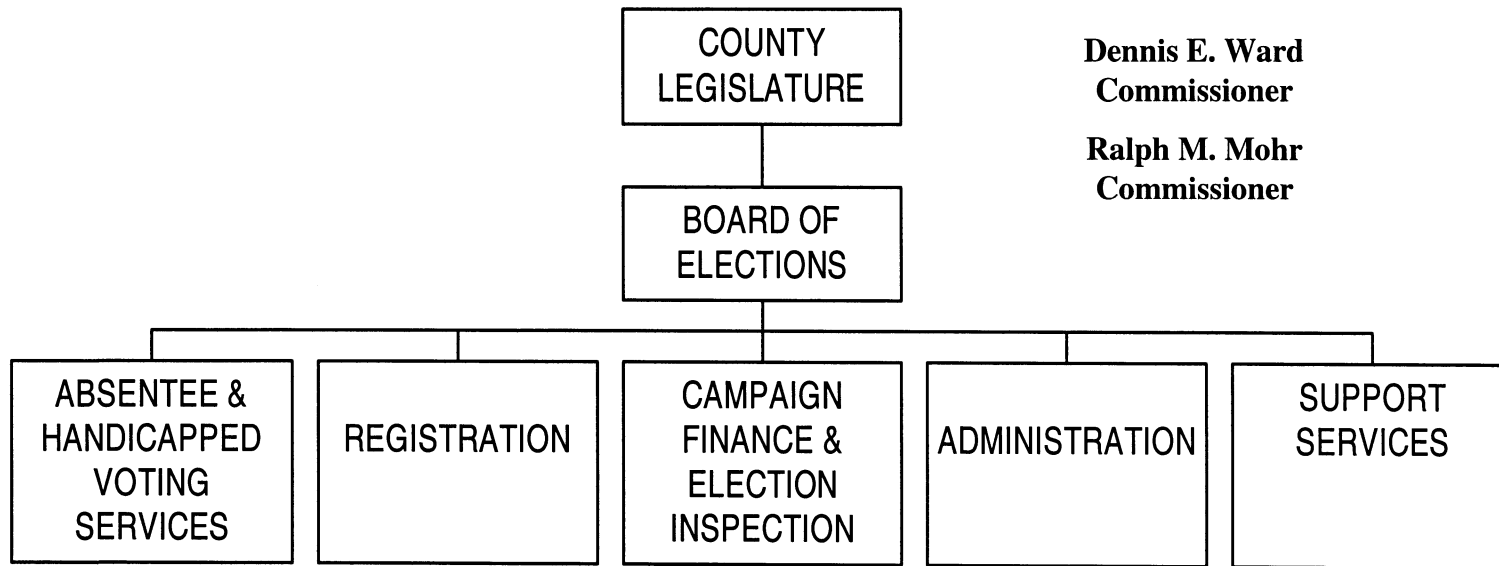 COUNTY
LEGISLATURE
Dennis E. Ward
Commissioner
Ralph M. Mohr
Commissioner
BOARD OF
ELECTIONS
ABSENTEE &
HANDICAPPED
VOTING
SERVICES
REGISTRATION
CAMPAIGN
FINANCE &
ELECTION
INSPECTION
ADMINISTRATION
SUPPORT
SERVICES